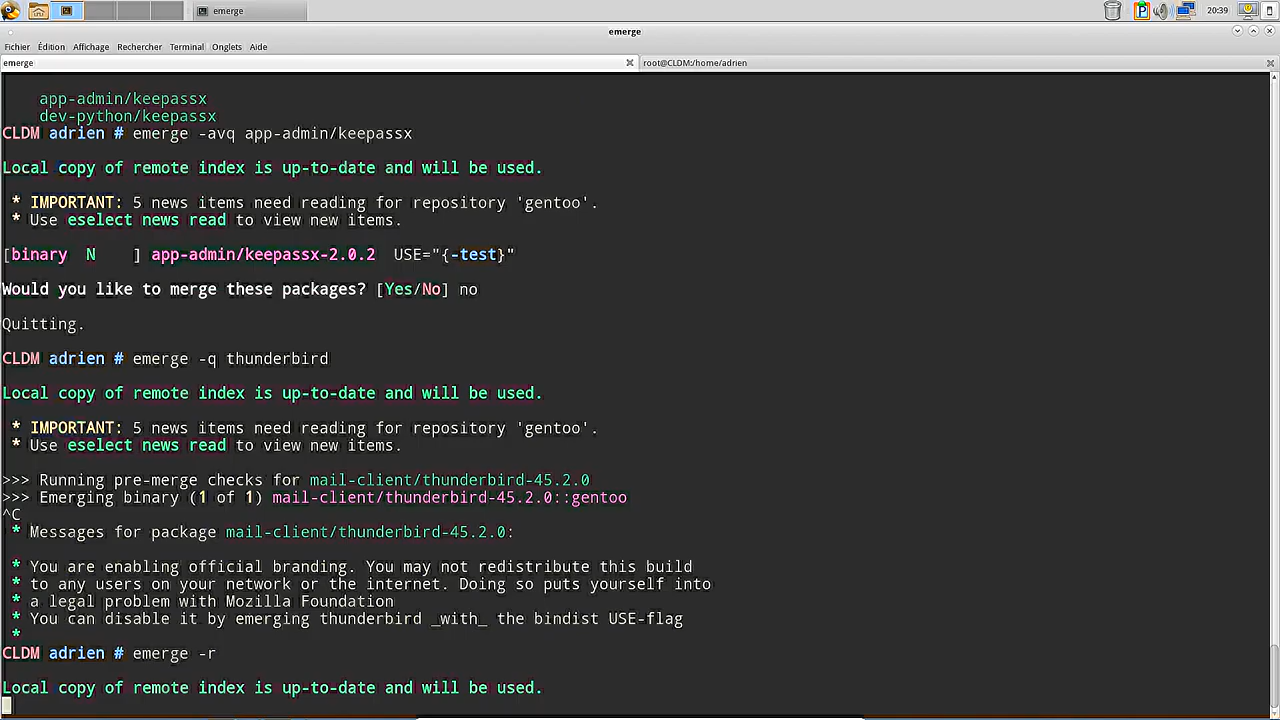 emerge
20:39
emerge
Fichier Édition Affichage Rechercher Terminal Onglets Aide
emerge
root@CLDM:/home/adrien
app-admin/keepassx
dev-python/keepassx
CLDM adrien # emerge -avq app-admin/keepassx
Local copy of remote index is up-to-date and will be used.
* IMPORTANT: 5 news items need reading for repository 'gentoo'.
* Use eselect news read to view new items.
[binary  N    ] app-admin/keepassx-2.0.2  USE="{-test}"
Would you like to merge these packages? [Yes/No] no
Quitting.
CLDM adrien # emerge -q thunderbird
Local copy of remote index is up-to-date and will be used.
* IMPORTANT: 5 news items need reading for repository 'gentoo'.
* Use eselect news read to view new items.
>>> Running pre-merge checks for mail-client/thunderbird-45.2.0
>>> Emerging binary (1 of 1) mail-client/thunderbird-45.2.0::gentoo
^C
* Messages for package mail-client/thunderbird-45.2.0:
* You are enabling official branding. You may not redistribute this build
* to any users on your network or the internet. Doing so puts yourself into
* a legal problem with Mozilla Foundation
* You can disable it by emerging thunderbird _with_ the bindist USE-flag
*
CLDM adrien # emerge -r
Local copy of remote index is up-to-date and will be used.